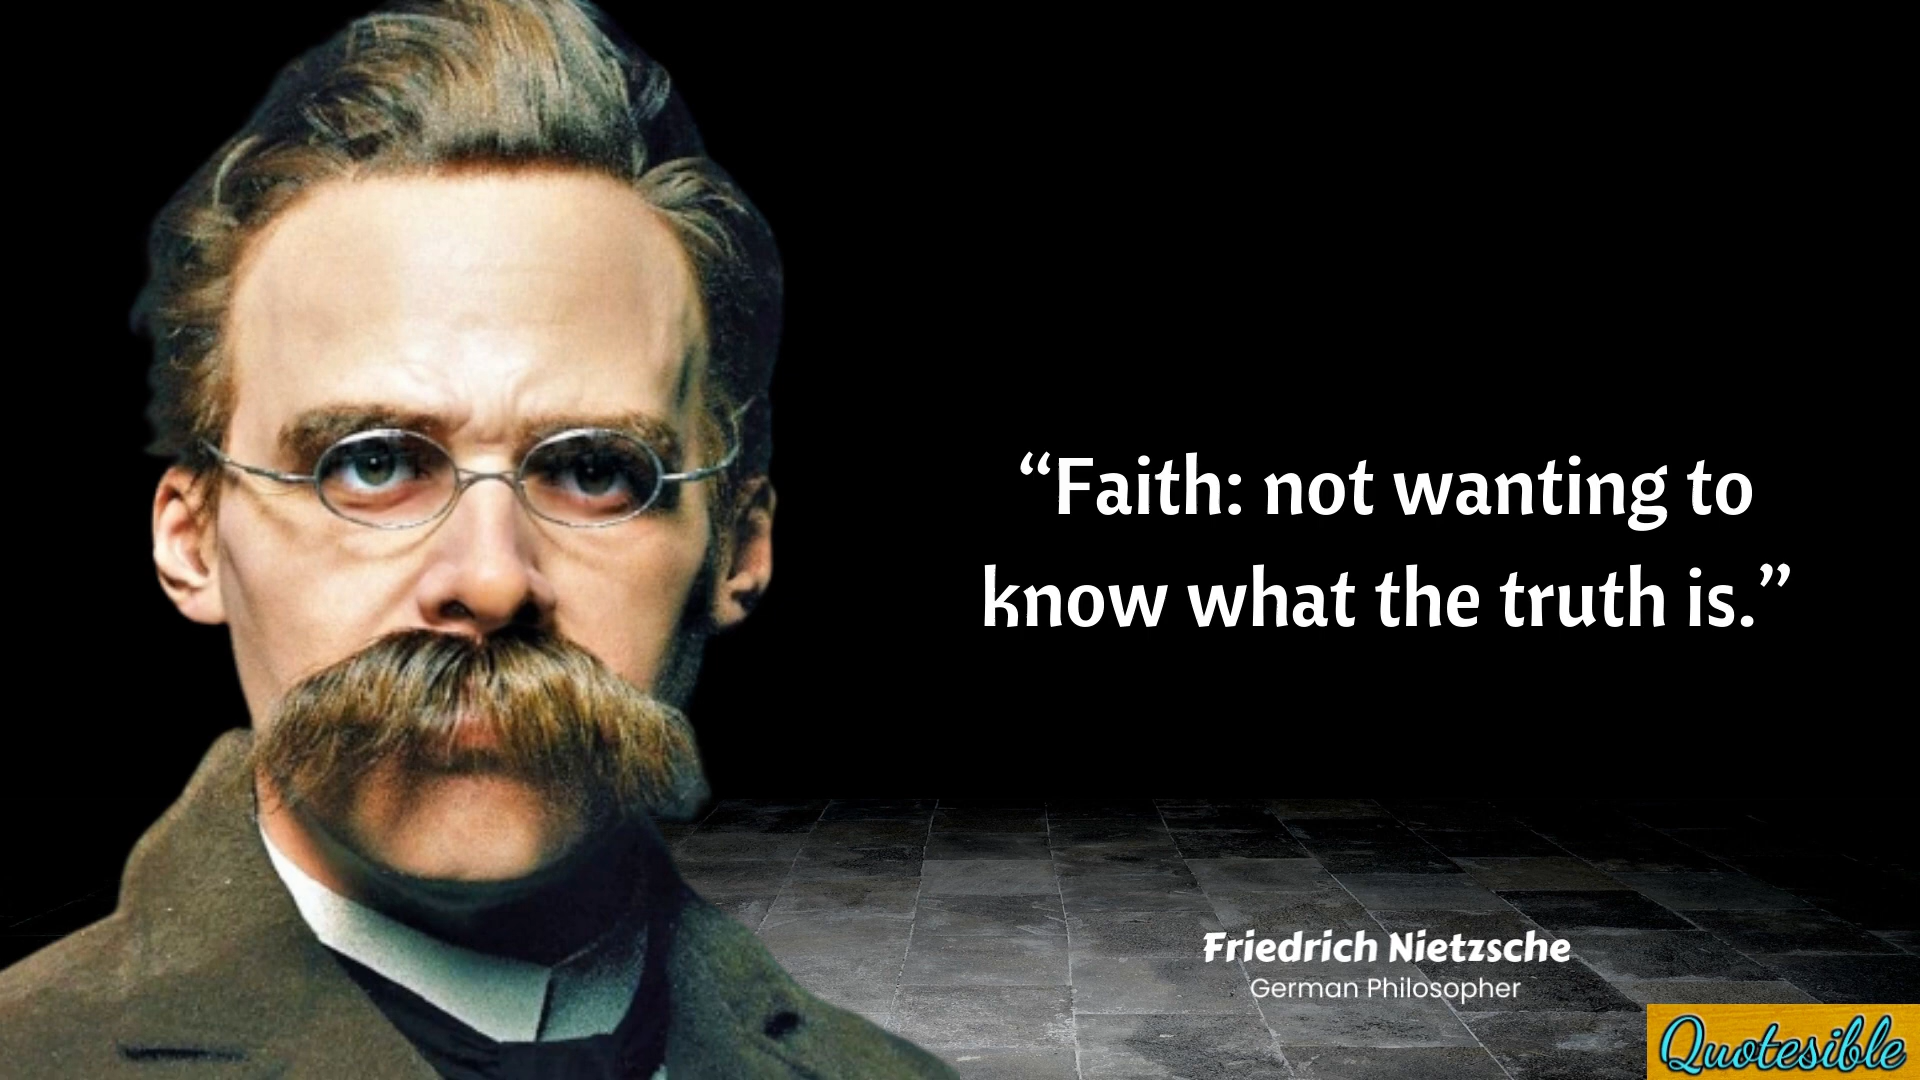 “Faith: not wanting to
know what the truth is.”
Friedrich Nietzsche
German Philosopher
Quotesible